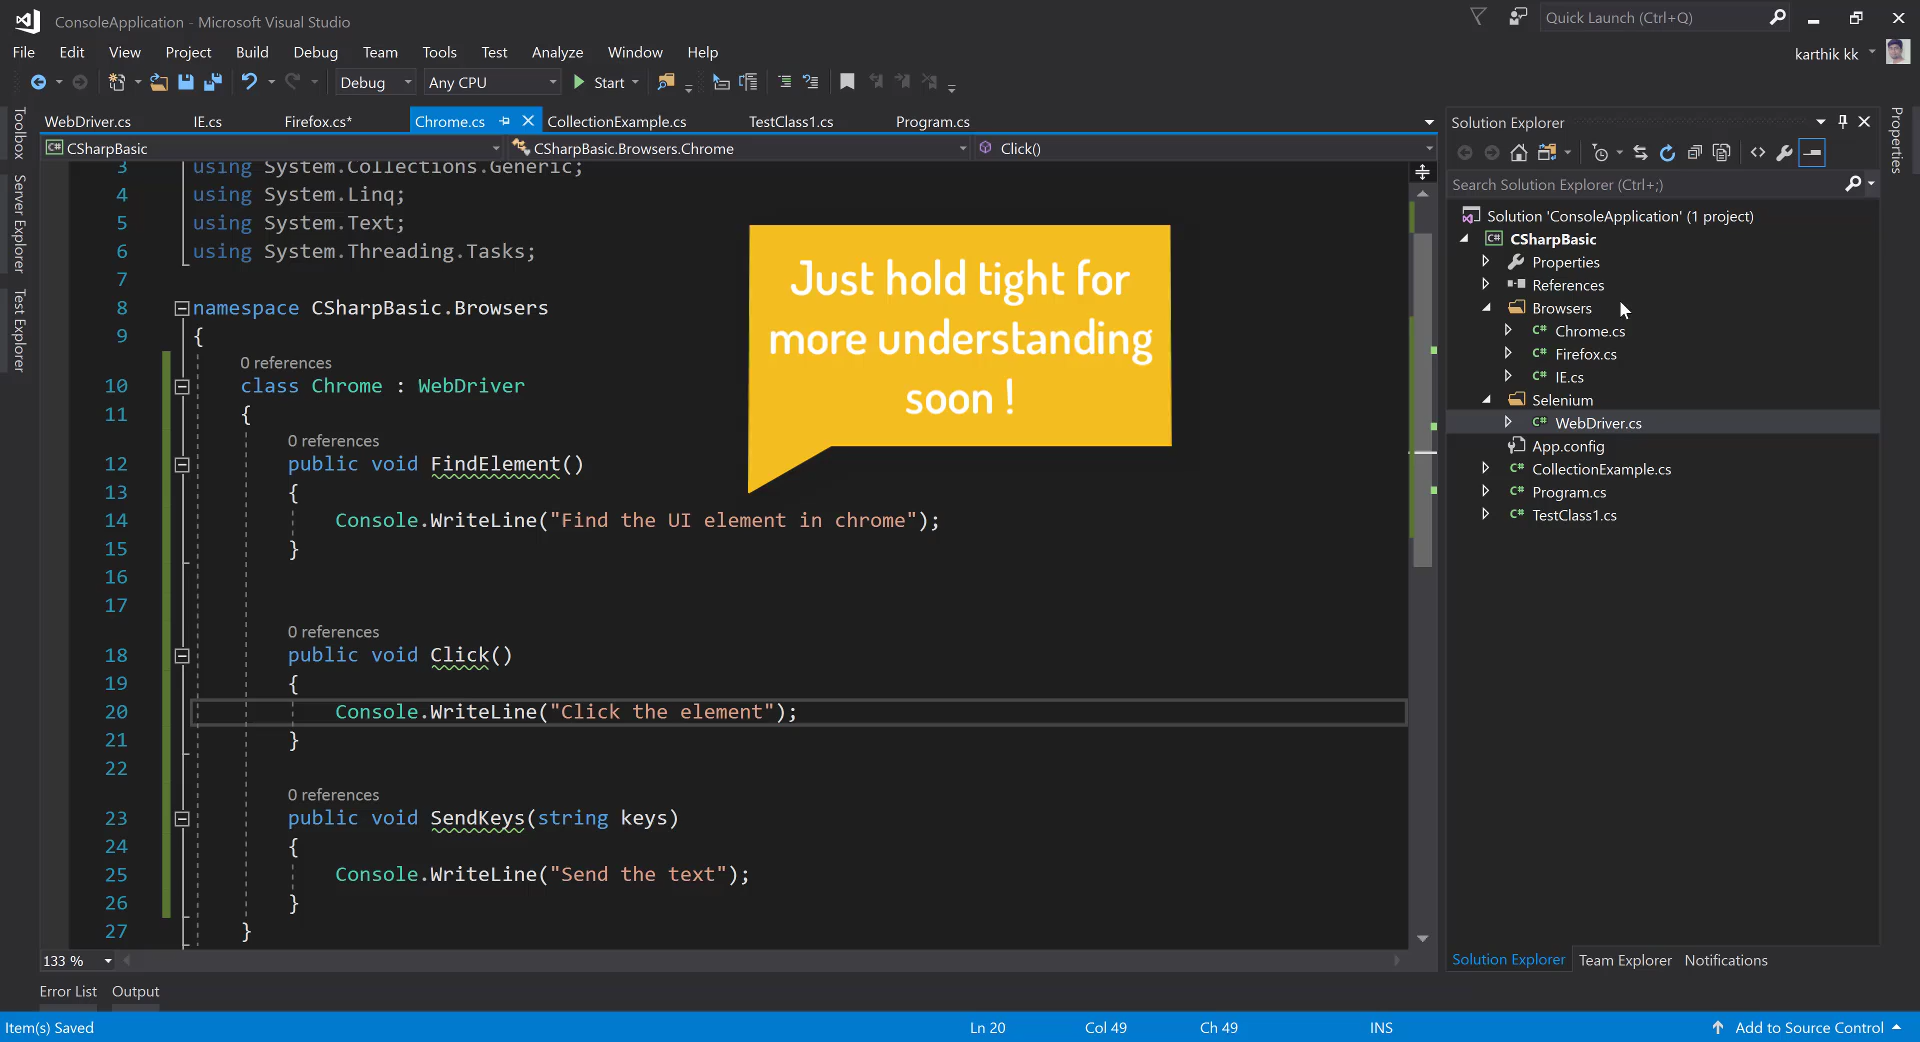 ConsoleApplication - Microsoft Visual Studio
Quick Launch (Ctrl+Q)
File Edit View Project Build Debug Team Tools Test Analyze Window Help
karthik kk
Debug Any CPU Start
WebDriver.cs IE.cs Firefox.cs* Chrome.cs CollectionExample.cs TestClass1.cs Program.cs
CSharpBasic CSharpBasic.Browsers.Chrome Click()
Toolbox
Server Explorer
Test Explorer
3 using System.Collections.Generic;
4 using System.Linq;
5 using System.Text;
6 using System.Threading.Tasks;
7
8 namespace CSharpBasic.Browsers
9 {
0 references
10 class Chrome : WebDriver
11 {
0 references
12 public void FindElement()
13 {
14 Console.WriteLine("Find the UI element in chrome");
15 }
16
17
0 references
18 public void Click()
19 {
20 Console.WriteLine("Click the element");
21 }
22
0 references
23 public void SendKeys(string keys)
24 {
25 Console.WriteLine("Send the text");
26 }
27 }
Just hold tight for
more understanding
soon !
133 %
Solution Explorer
Search Solution Explorer (Ctrl+;)
Solution 'ConsoleApplication' (1 project)
C# CSharpBasic
Properties
References
Browsers
C# Chrome.cs
C# Firefox.cs
C# IE.cs
Selenium
C# WebDriver.cs
App.config
C# CollectionExample.cs
C# Program.cs
C# TestClass1.cs
Solution Explorer Team Explorer Notifications
Properties
Error List Output
Item(s) Saved Ln 20 Col 49 Ch 49 INS Add to Source Control